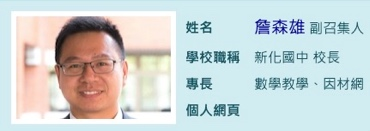 姓名 詹森雄 副召集人
學校職稱 新化國中 校長
專長 數學教學、因材網
個人網頁